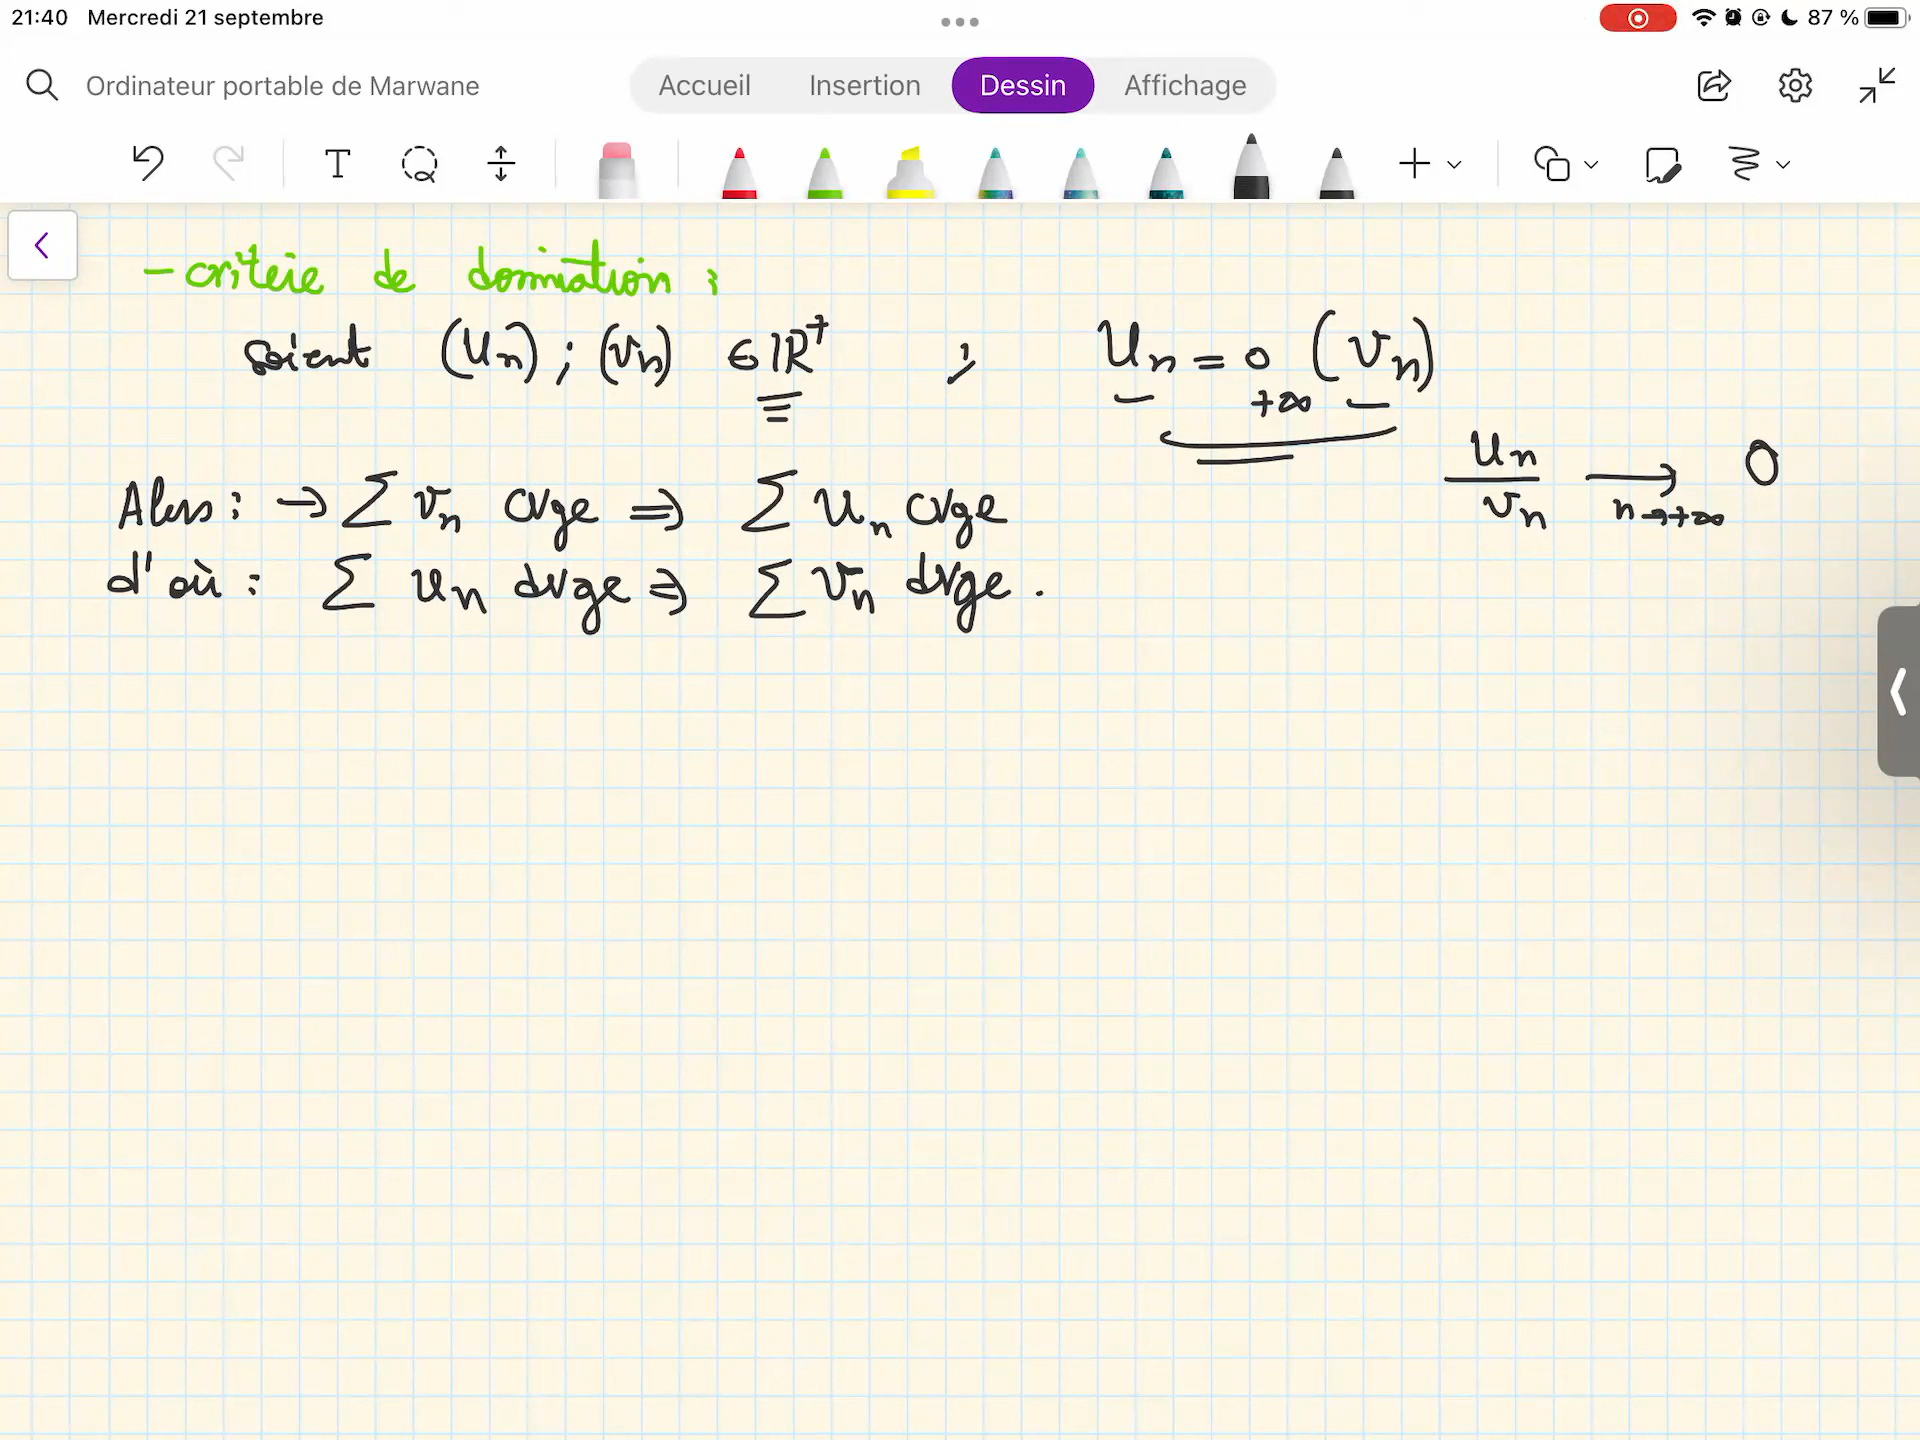 21:40 Mercredi 21 septembre 87 %
Ordinateur portable de Marwane Accueil Insertion Dessin Affichage
T
- critère de domination :
soient (Un) ; (Vn) ∈ ℝ⁺ ; Un = o (Vn)
+∞
Un/Vn → 0
n→+∞
Alors : → ∑ Vn cvge ⇒ ∑ Un cvge
d'où : ∑ Un dvge ⇒ ∑ Vn dvge .